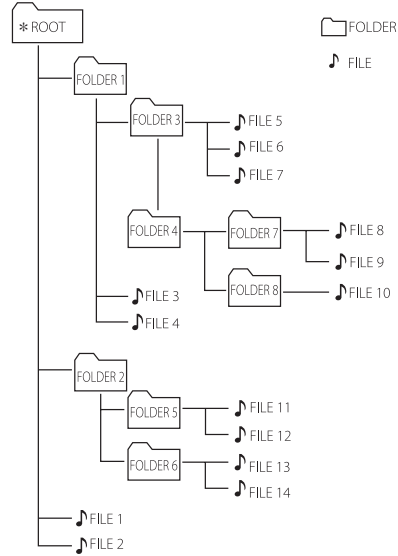 *ROOT
FOLDER
FILE
FOLDER 1
FOLDER 3
FILE 5
FILE 6
FILE 7
FOLDER 4
FOLDER 7
FILE 8
FILE 9
FOLDER 8
FILE 10
FILE 3
FILE 4
FOLDER 2
FOLDER 5
FILE 11
FILE 12
FOLDER 6
FILE 13
FILE 14
FILE 1
FILE 2